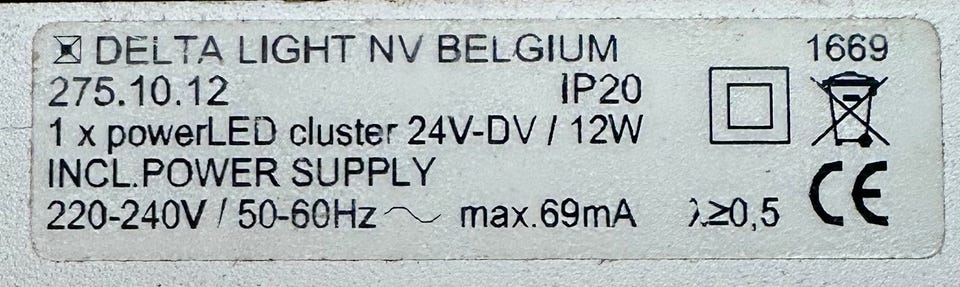 DELTA LIGHT NV BELGIUM 1669
275.10.12 IP20
1 x powerLED cluster 24V-DV / 12W
INCL.POWER SUPPLY
220-240V / 50-60Hz ~ max.69mA λ≥0,5 CE